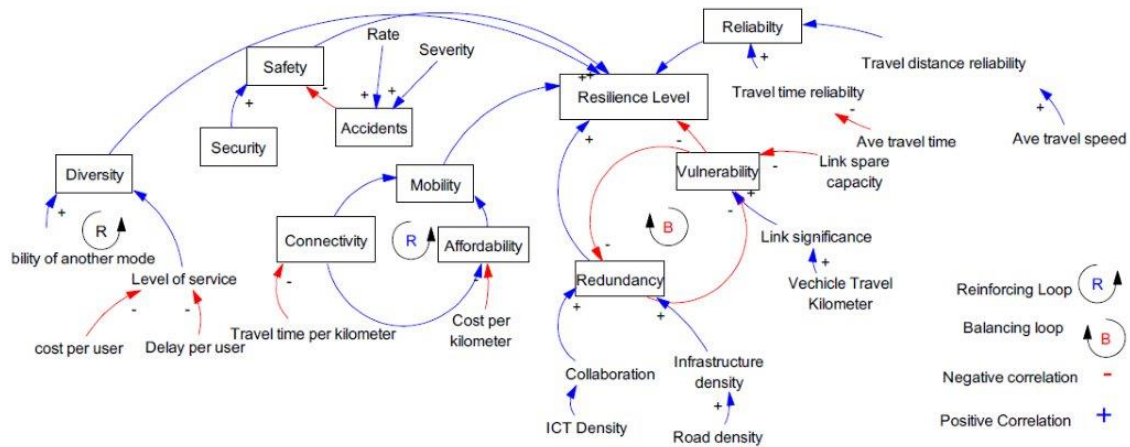 Reliabilty
Rate
Severity
Safety
Resilience Level
Travel distance reliability
Travel time reliabilty
Ave travel time
Ave travel speed
Accidents
Security
Vulnerability
Link spare
capacity
Diversity
Mobility
R
bility of another mode
Connectivity
R
Affordability
B
Link significance
Level of service
Redundancy
Vechicle Travel
Kilometer
Reinforcing Loop
R
Travel time per kilometer
Cost per
kilometer
Balancing loop
B
cost per user
Delay per user
Infrastructure
density
Collaboration
Negative correlation
-
ICT Density
Road density
Positive Correlation
+